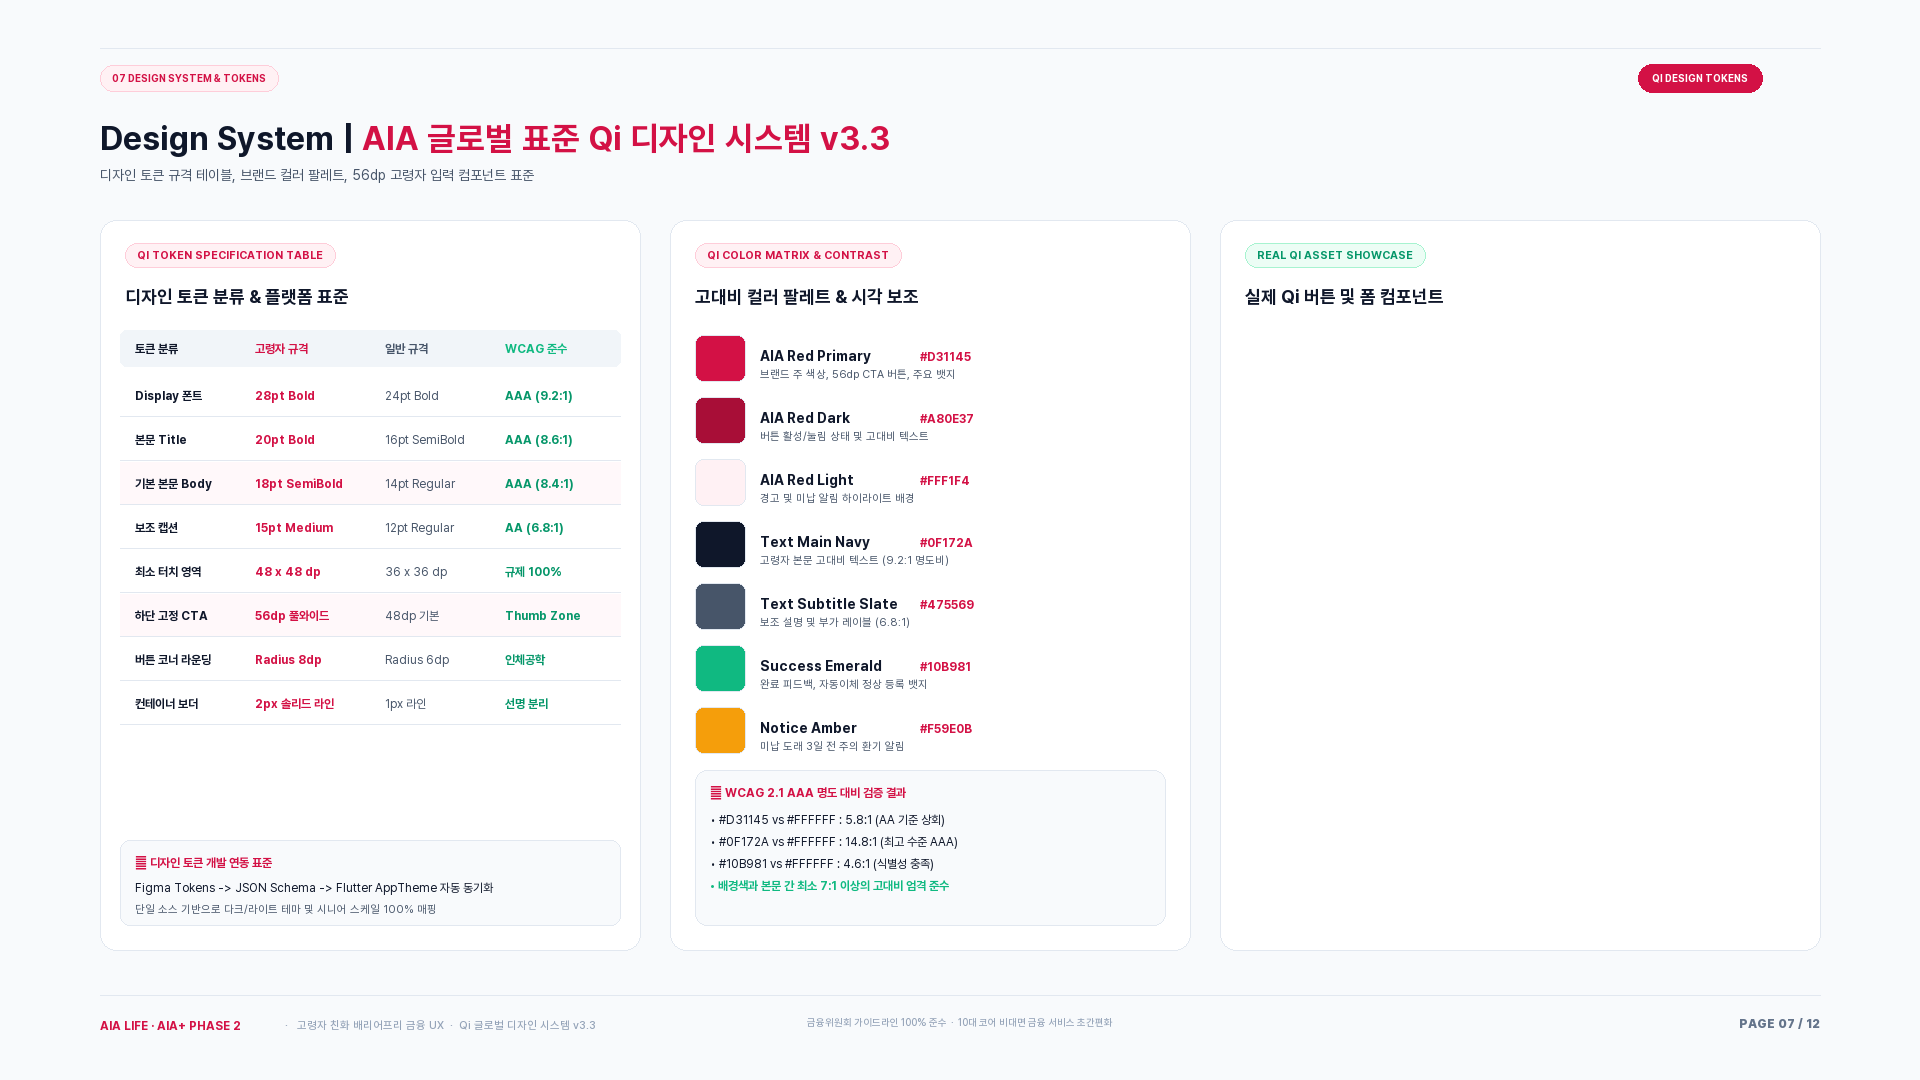 07 DESIGN SYSTEM & TOKENS
QI DESIGN TOKENS
Design System | AIA 글로벌 표준 Qi 디자인 시스템 v3.3
디자인 토큰 규격 테이블, 브랜드 컬러 팔레트, 56dp 고령자 입력 컴포넌트 표준
QI TOKEN SPECIFICATION TABLE
디자인 토큰 분류 & 플랫폼 표준
토큰 분류 고령자 규격 일반 규격 WCAG 준수
Display 폰트 28pt Bold 24pt Bold AAA (9.2:1)
본문 Title 20pt Bold 16pt SemiBold AAA (8.6:1)
기본 본문 Body 18pt SemiBold 14pt Regular AAA (8.4:1)
보조 캡션 15pt Medium 12pt Regular AA (6.8:1)
최소 터치 영역 48 x 48 dp 36 x 36 dp 규제 100%
하단 고정 CTA 56dp 풀와이드 48dp 기본 Thumb Zone
버튼 코너 라운딩 Radius 8dp Radius 6dp 인체공학
컨테이너 보더 2px 솔리드 라인 1px 라인 선명 분리
디자인 토큰 개발 연동 표준
Figma Tokens -> JSON Schema -> Flutter AppTheme 자동 동기화
단일 소스 기반으로 다크/라이트 테마 및 시니어 스케일 100% 매핑
QI COLOR MATRIX & CONTRAST
고대비 컬러 팔레트 & 시각 보조
AIA Red Primary #D31145
브랜드 주 색상, 56dp CTA 버튼, 주요 뱃지
AIA Red Dark #A80E37
버튼 활성/눌림 상태 및 고대비 텍스트
AIA Red Light #FFF1F4
경고 및 미납 알림 하이라이트 배경
Text Main Navy #0F172A
고령자 본문 고대비 텍스트 (9.2:1 명도비)
Text Subtitle Slate #475569
보조 설명 및 부가 레이블 (6.8:1)
Success Emerald #10B981
완료 피드백, 자동이체 정상 등록 뱃지
Notice Amber #F59E0B
미납 도래 3일 전 주의 환기 알림
WCAG 2.1 AAA 명도 대비 검증 결과
• #D31145 vs #FFFFFF : 5.8:1 (AA 기준 상회)
• #0F172A vs #FFFFFF : 14.8:1 (최고 수준 AAA)
• #10B981 vs #FFFFFF : 4.6:1 (식별성 충족)
• 배경색과 본문 간 최소 7:1 이상의 고대비 엄격 준수
REAL QI ASSET SHOWCASE
실제 Qi 버튼 및 폼 컴포넌트
AIA LIFE · AIA+ PHASE 2 · 고령자 친화 배리어프리 금융 UX · Qi 글로벌 디자인 시스템 v3.3
금융위원회 가이드라인 100% 준수 · 10대 코어 비대면 금융 서비스 초간편화
PAGE 07 / 12